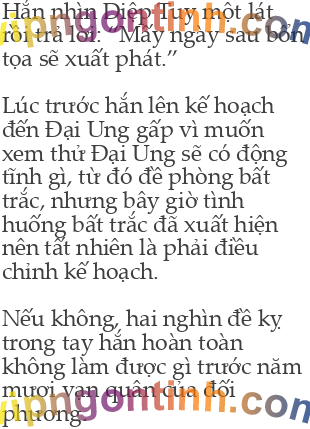 Hắn nhìn Diệp Tuy một lát
rồi trả lời: “Mấy ngày sau bổn
tọa sẽ xuất phát.”

Lúc trước hắn lên kế hoạch
đến Đại Ung gấp vì muốn
xem thử Đại Ung sẽ có động
tĩnh gì, từ đó đề phòng bất
trắc, nhưng bây giờ tình
huống bất trắc đã xuất hiện
nên tất nhiên là phải điều
chỉnh kế hoạch.

Nếu không, hai nghìn đề kỵ
trong tay hắn hoàn toàn
không làm được gì trước năm
mươi vạn quân của đối
phương.